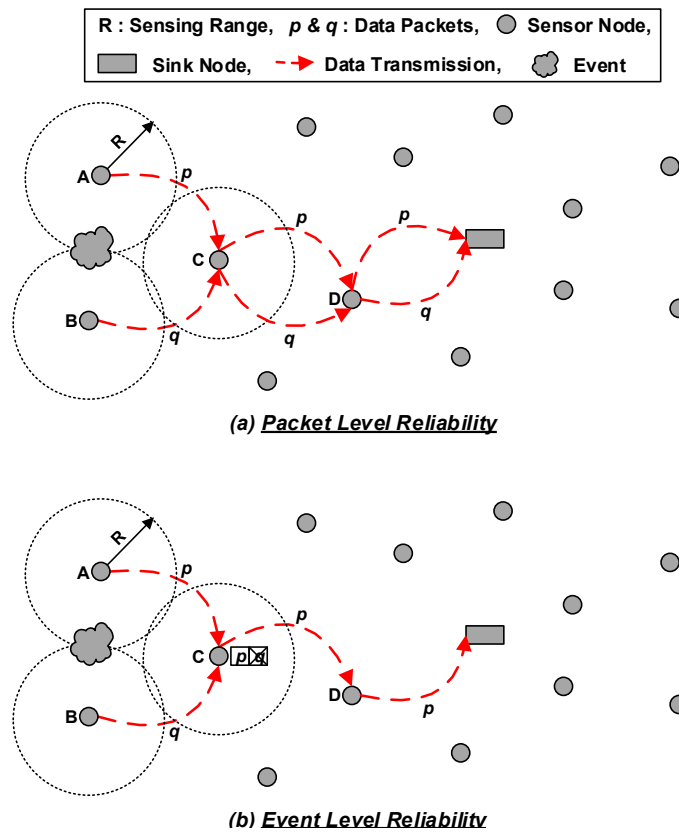 R : Sensing Range, p & q : Data Packets, Sensor Node,
Sink Node, Data Transmission, Event
R
A
p
p
p
C
D
B
q
q
q
(a) Packet Level Reliability
R
A
p
p
C
p q
D
p
B
q
(b) Event Level Reliability